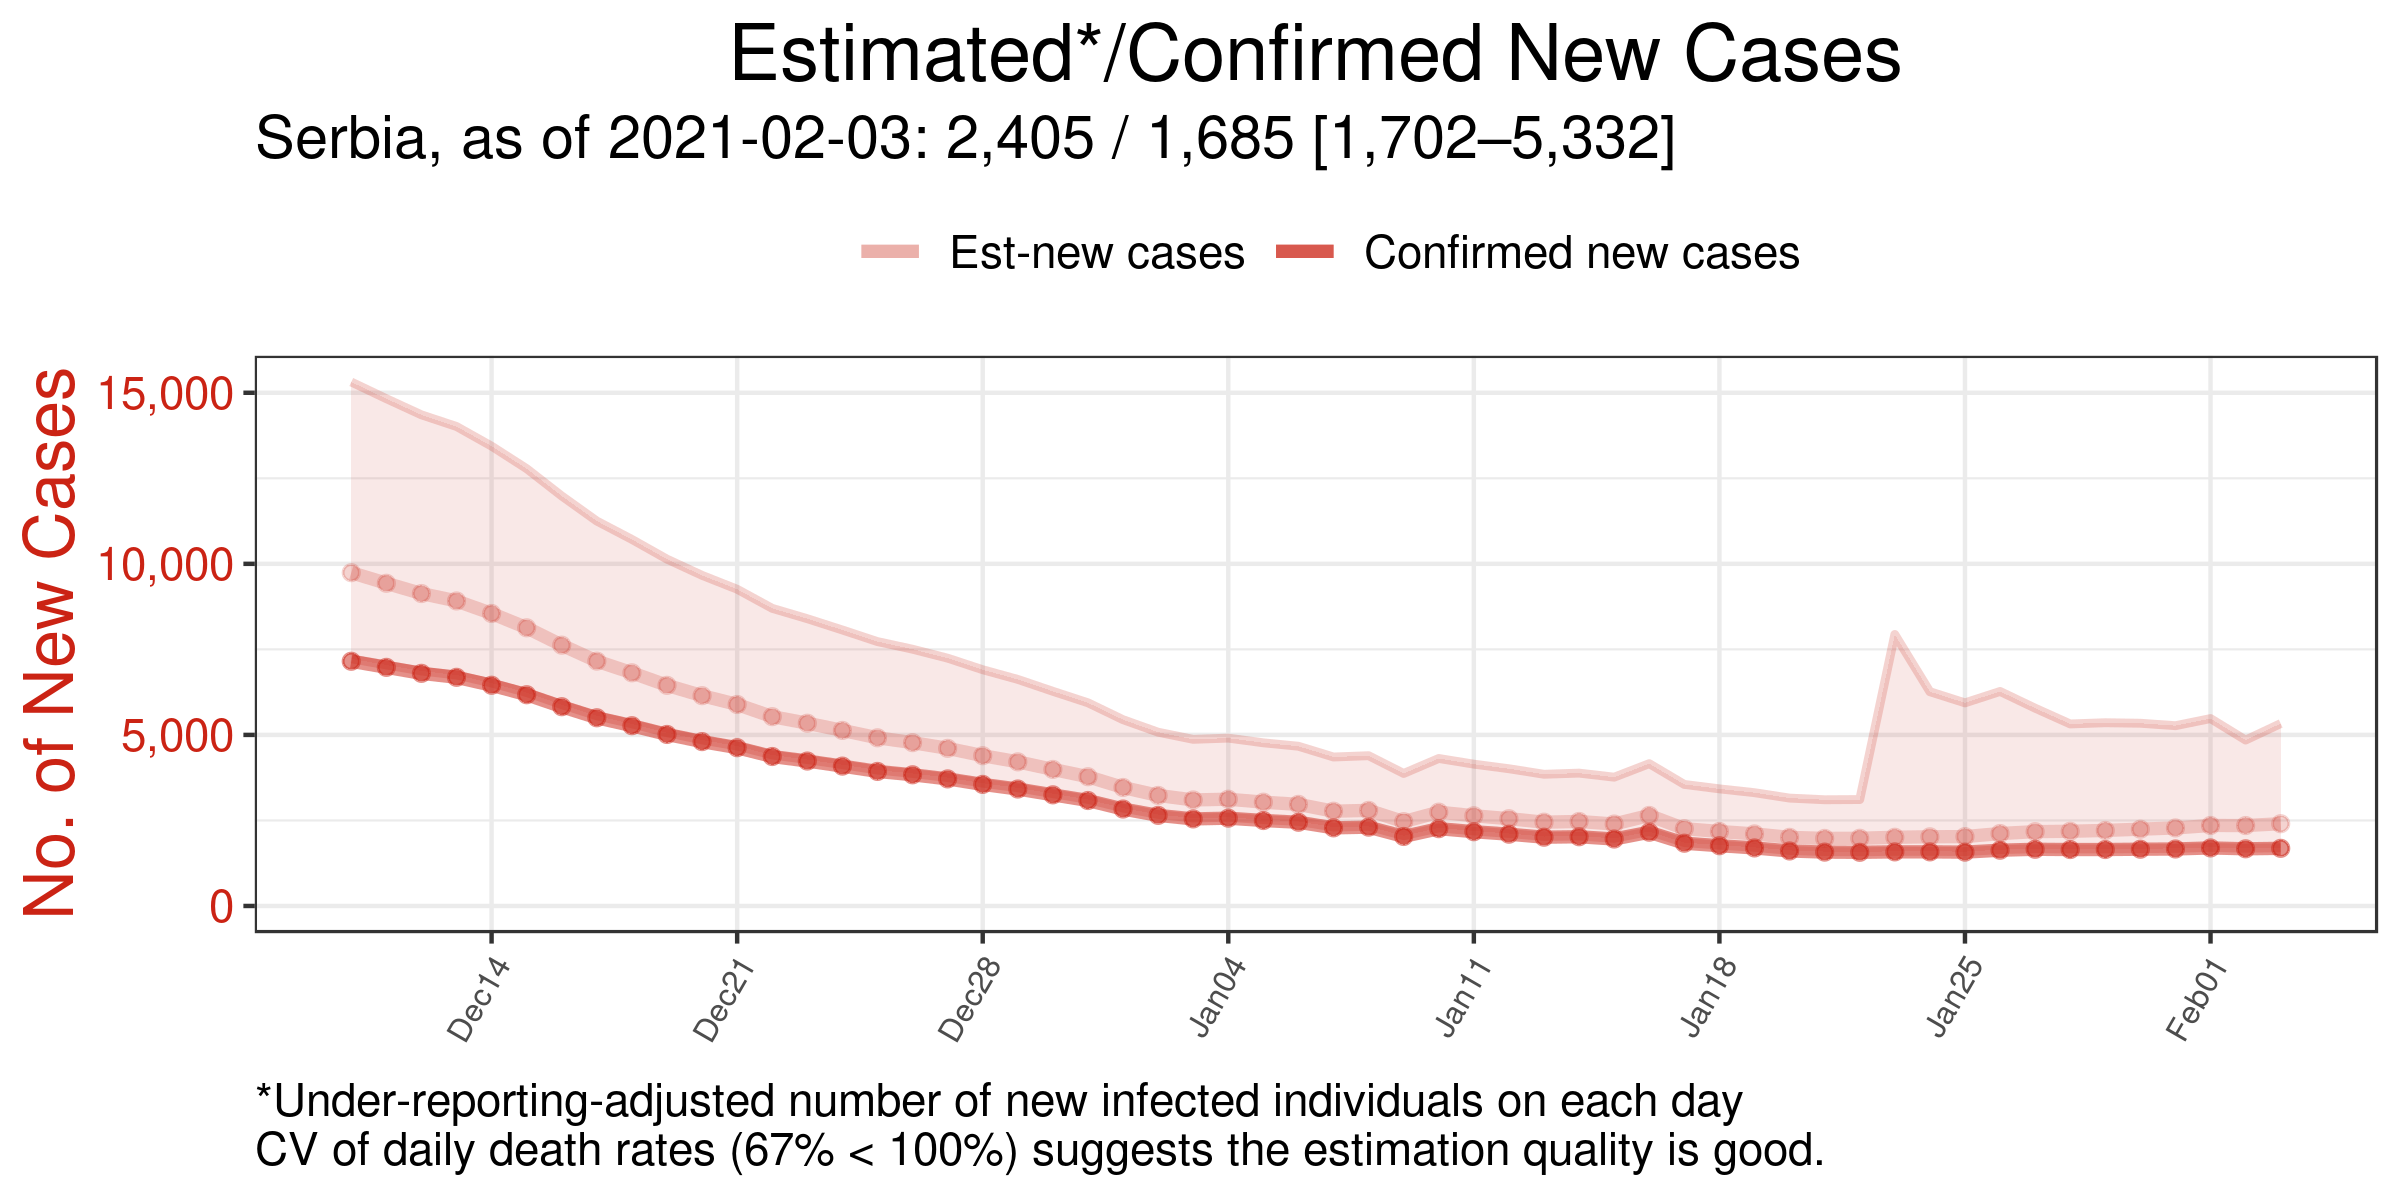 Estimated*/Confirmed New Cases
Serbia, as of 2021-02-03: 2,405 / 1,685 [1,702–5,332]
Est-new cases Confirmed new cases
No. of New Cases
15,000
10,000
5,000
0
Dec14 Dec21 Dec28 Jan04 Jan11 Jan18 Jan25 Feb01
*Under-reporting-adjusted number of new infected individuals on each day
CV of daily death rates (67% < 100%) suggests the estimation quality is good.